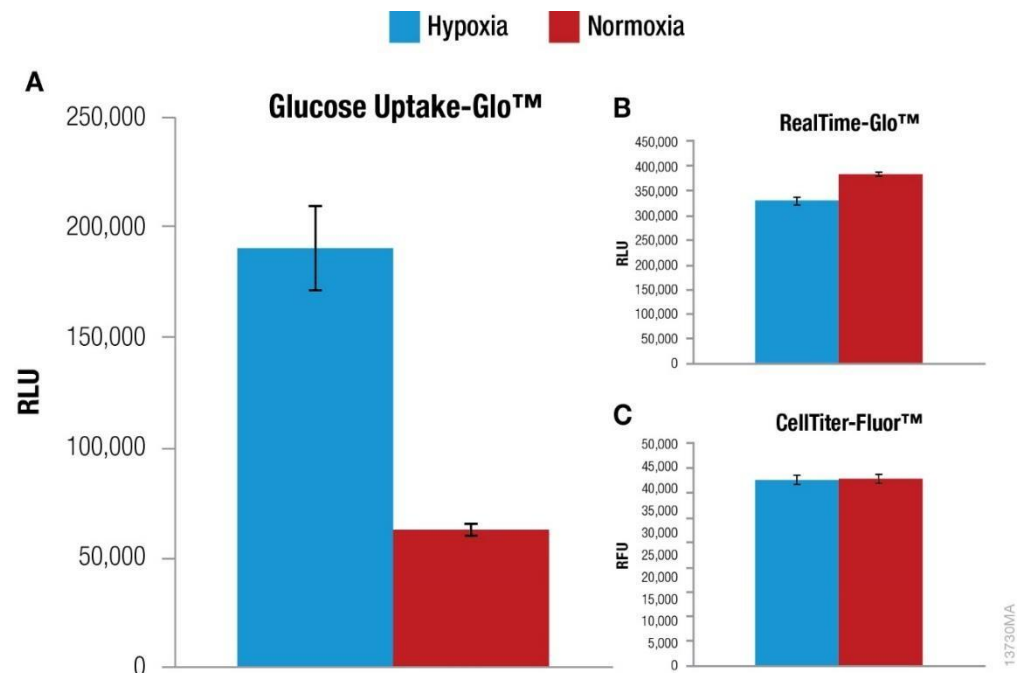 Hypoxia
Normoxia
A
Glucose Uptake-Glo™
250,000
200,000
150,000
100,000
50,000
0
RLU
B
RealTime-Glo™
450,000
400,000
350,000
300,000
250,000
200,000
150,000
100,000
50,000
0
RLU
C
CellTiter-Fluor™
50,000
45,000
40,000
35,000
30,000
25,000
20,000
15,000
10,000
5,000
0
RFU
13730MA